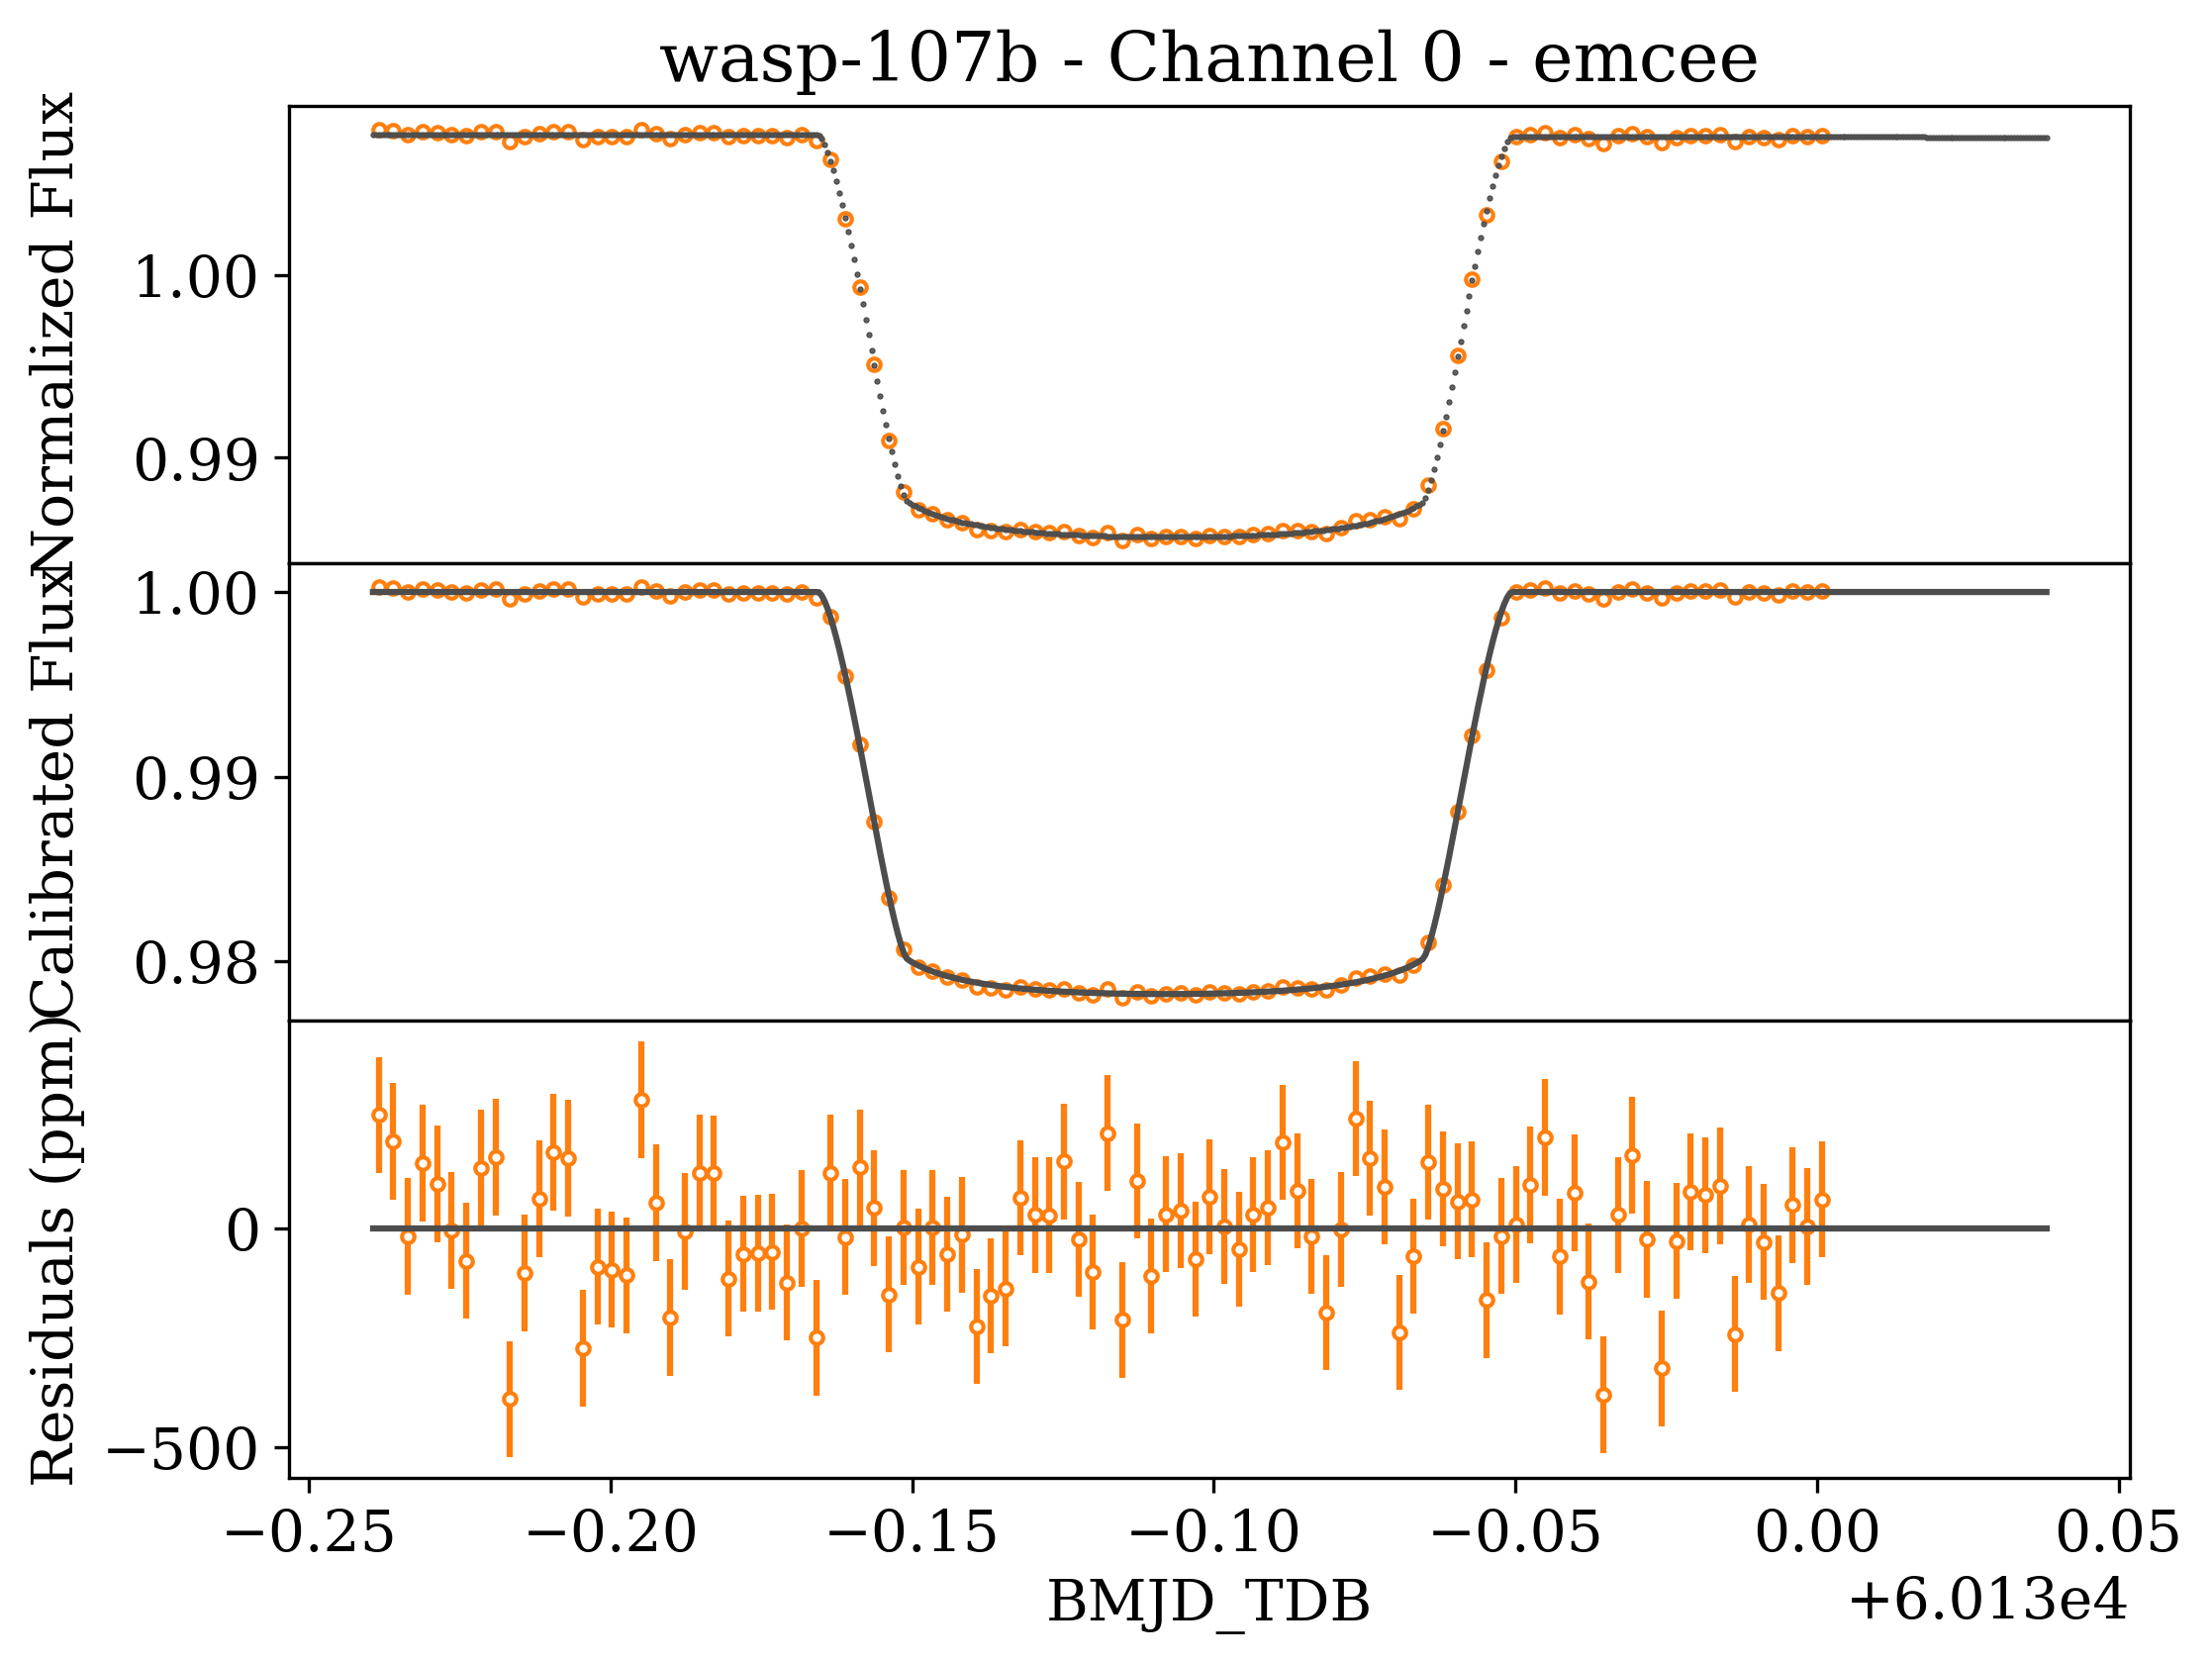 wasp-107b - Channel 0 - emcee
Normalized Flux
1.00
0.99
Calibrated Flux
1.00
0.99
0.98
Residuals (ppm)
0
−500
−0.25 −0.20 −0.15 −0.10 −0.05 0.00 0.05
BMJD_TDB
+6.013e4